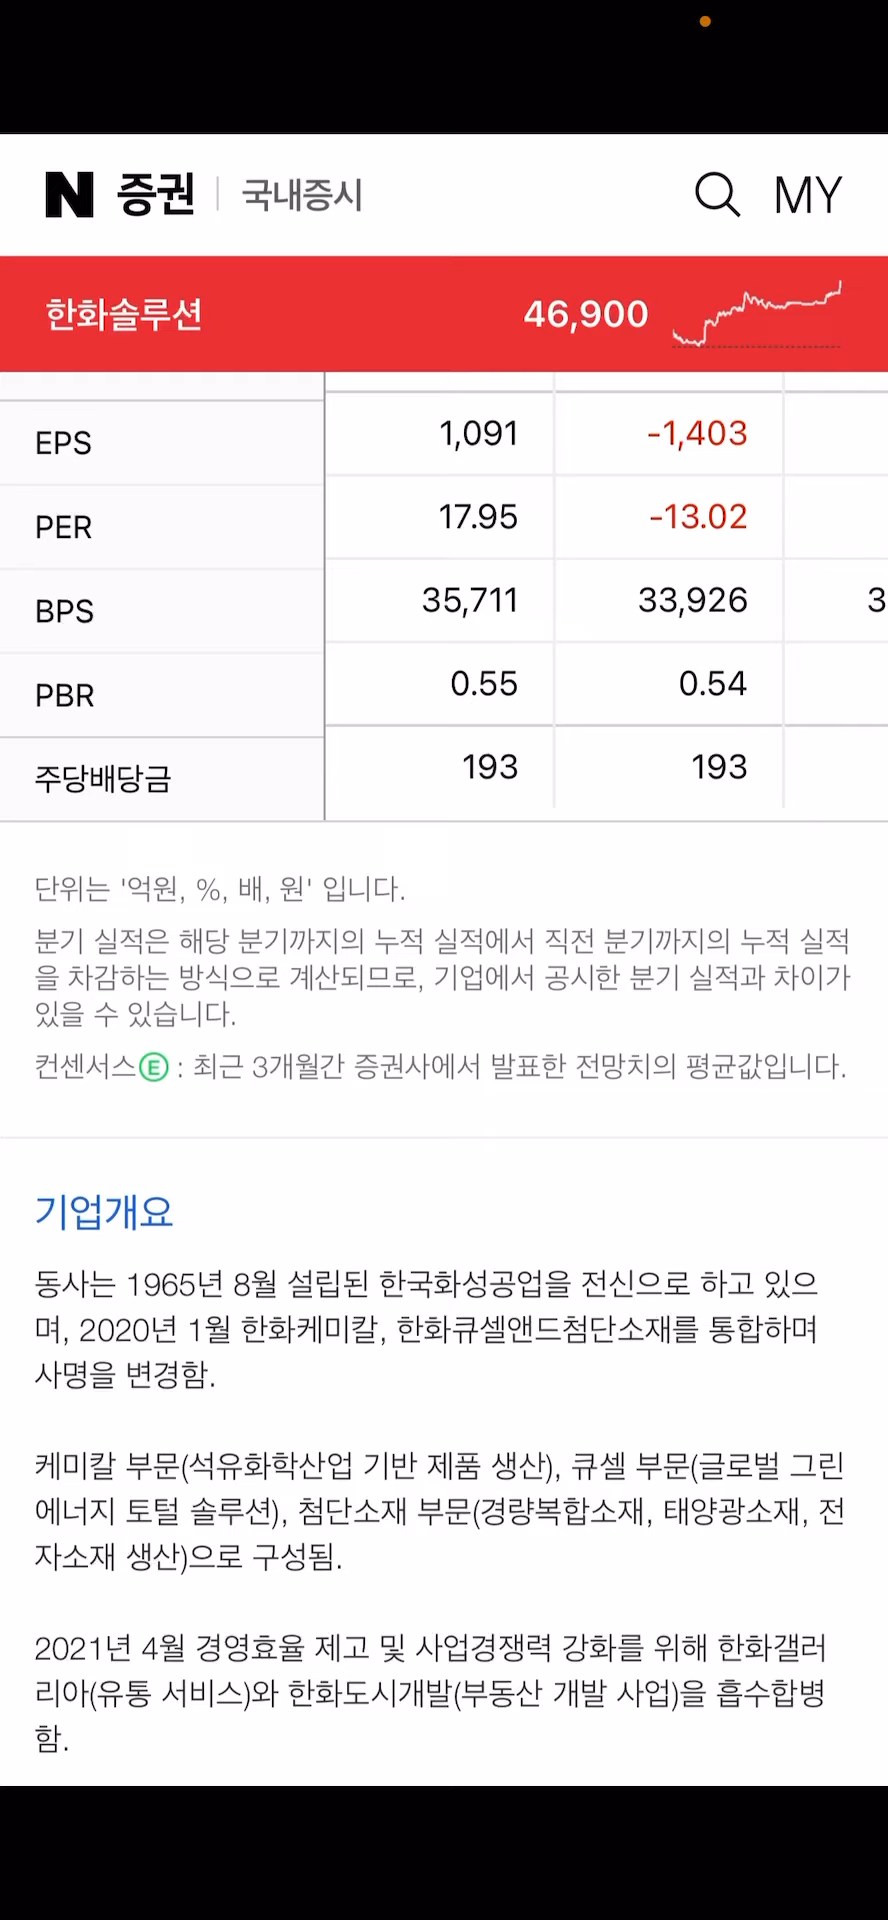 N 증권 국내증시 MY
한화솔루션 46,900
EPS 1,091 -1,403
PER 17.95 -13.02
BPS 35,711 33,926 3
PBR 0.55 0.54
주당배당금 193 193
단위는 '억원, %, 배, 원' 입니다.
분기 실적은 해당 분기까지의 누적 실적에서 직전 분기까지의 누적 실적
을 차감하는 방식으로 계산되므로, 기업에서 공시한 분기 실적과 차이가
있을 수 있습니다.
컨센서스Ⓔ : 최근 3개월간 증권사에서 발표한 전망치의 평균값입니다.
기업개요
동사는 1965년 8월 설립된 한국화성공업을 전신으로 하고 있으
며, 2020년 1월 한화케미칼, 한화큐셀앤드첨단소재를 통합하며
사명을 변경함.
케미칼 부문(석유화학산업 기반 제품 생산), 큐셀 부문(글로벌 그린
에너지 토털 솔루션), 첨단소재 부문(경량복합소재, 태양광소재, 전
자소재 생산)으로 구성됨.
2021년 4월 경영효율 제고 및 사업경쟁력 강화를 위해 한화갤러
리아(유통 서비스)와 한화도시개발(부동산 개발 사업)을 흡수합병
함.